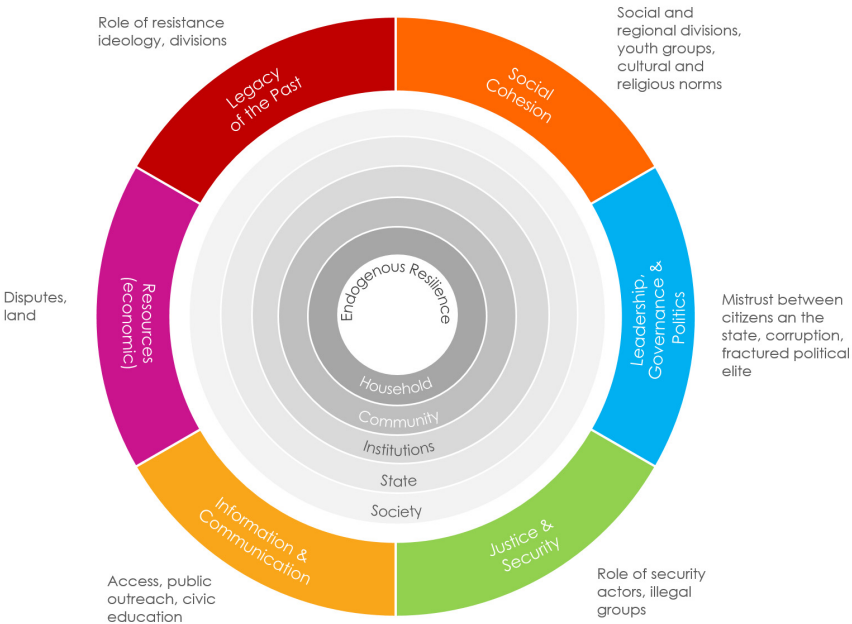 Role of resistance
ideology, divisions
Social and
regional divisions,
youth groups,
cultural and
religious norms
Legacy
of the Past
Social
Cohesion
Disputes,
land
Resources
(economic)
Endogenous Resilience
Household
Community
Institutions
State
Society
Leadership,
Governance &
Politics
Mistrust between
citizens an the
state, corruption,
fractured political
elite
Information &
Communication
Justice &
Security
Access, public
outreach, civic
education
Role of security
actors, illegal
groups